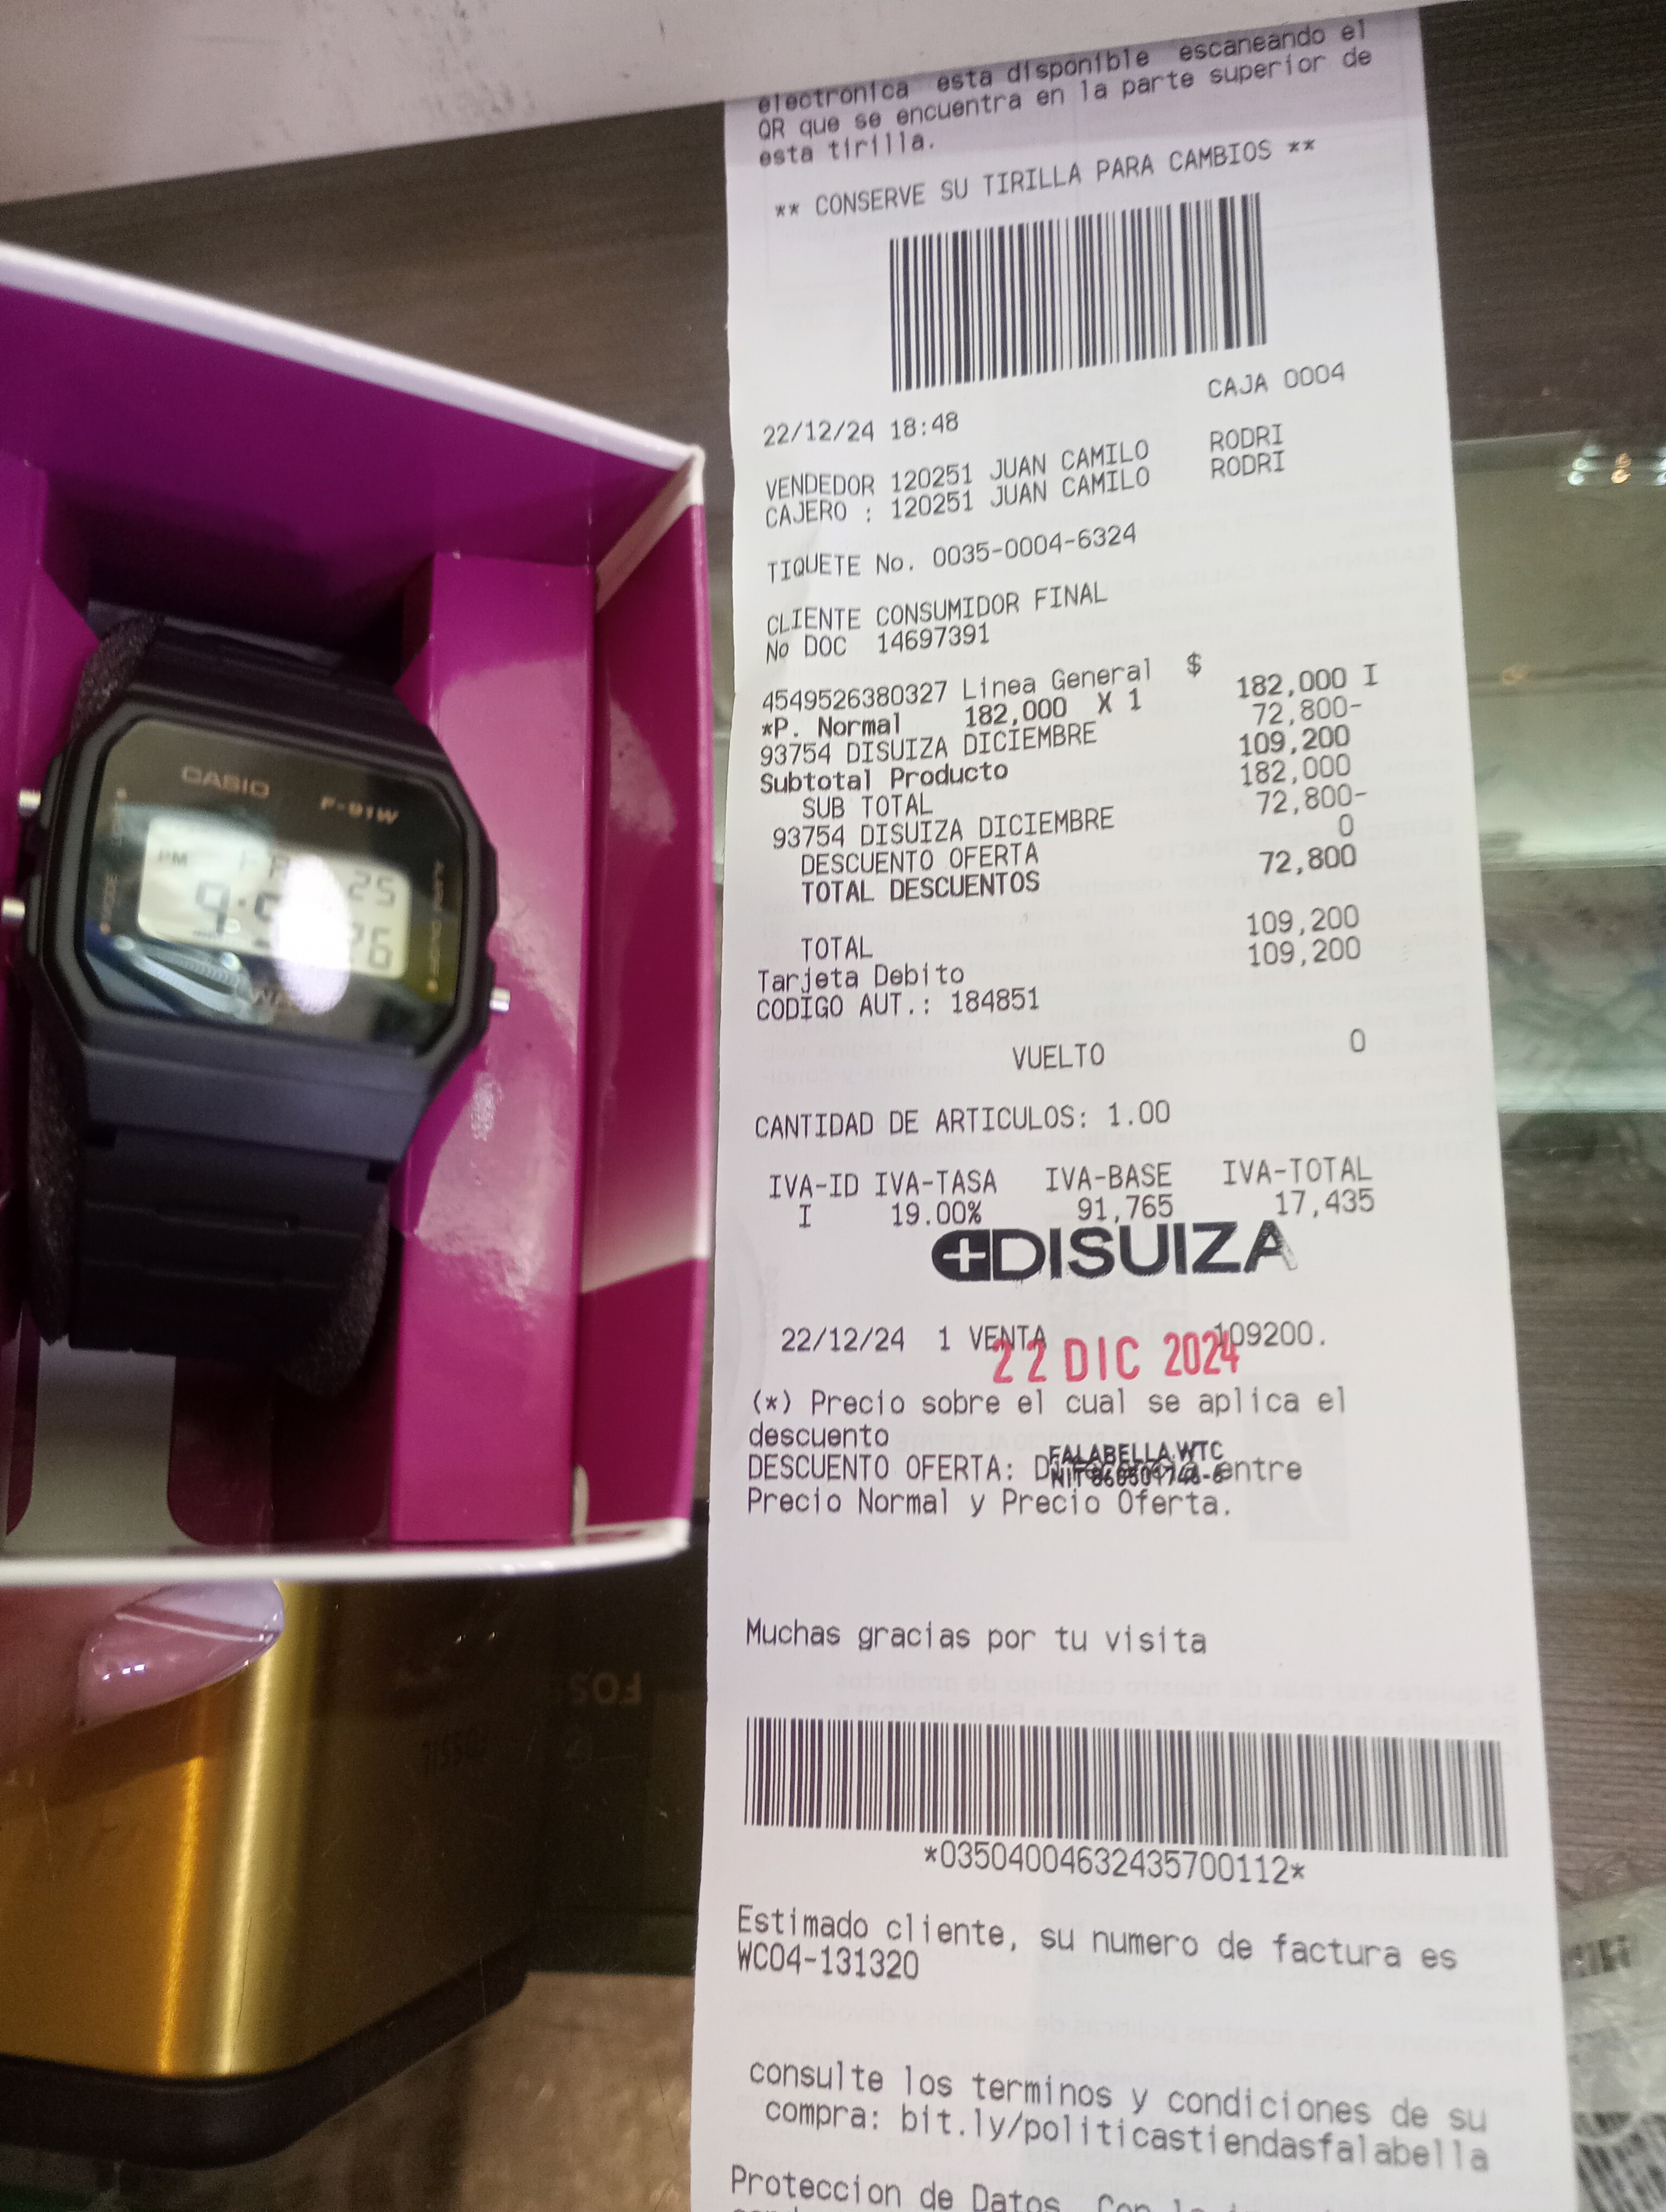 electronica esta disponible escaneando el
QR que se encuentra en la parte superior de
esta tirilla.
** CONSERVE SU TIRILLA PARA CAMBIOS **
CAJA 0004
22/12/24 18:48
VENDEDOR 120251 JUAN CAMILO RODRI
CAJERO : 120251 JUAN CAMILO RODRI
TIQUETE No. 0035-0004-6324
CLIENTE CONSUMIDOR FINAL
No DOC 14697391
4549526380327 Linea General $ 182,000 I
*P. Normal 182,000 X 1
93754 DISUIZA DICIEMBRE 72,800-
Subtotal Producto 109,200
SUB TOTAL 182,000
93754 DISUIZA DICIEMBRE 72,800-
DESCUENTO OFERTA 0
TOTAL DESCUENTOS 72,800
TOTAL 109,200
Tarjeta Debito 109,200
CODIGO AUT.: 184851
VUELTO 0
CANTIDAD DE ARTICULOS: 1.00
IVA-ID IVA-TASA IVA-BASE IVA-TOTAL
I 19.00% 91,765 17,435
DISUIZA
22/12/24 1 VENTA 109200.
22 DIC 2024
(*) Precio sobre el cual se aplica el
descuento
FALABELLA WTC
DESCUENTO OFERTA: entre
NIT
Precio Normal y Precio Oferta.
Muchas gracias por tu visita
*03504004632435700112*
Estimado cliente, su numero de factura es
WC04-131320
consulte los terminos y condiciones de su
compra: bit.ly/politicastiendasfalabella
Proteccion de Datos
CASIO
F-91W
PM
25
MODE
FOS
FOSSIL